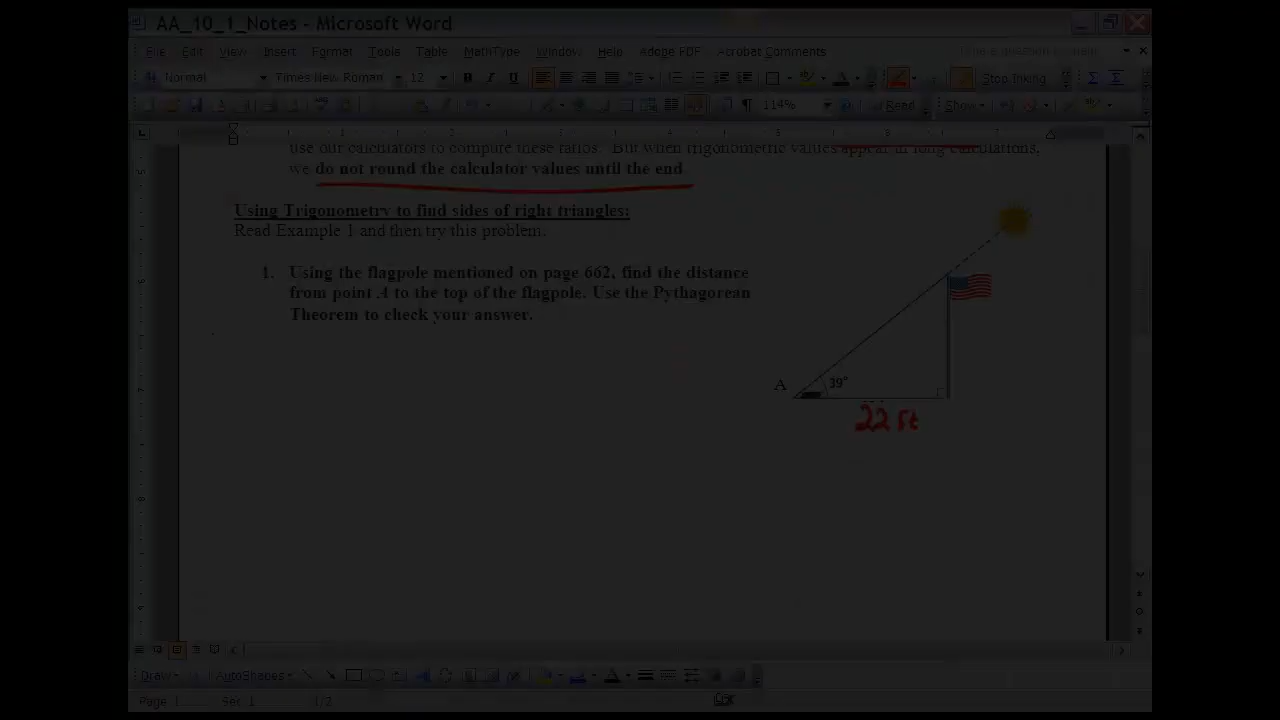 AA_10_1_Notes - Microsoft Word
File Edit View Insert Format Tools Table MathType Window Help Adobe PDF Acrobat Comments
Normal Times New Roman 12 B I U Stop Inking Σ Σ
114% Read Show
use our calculators to compute these ratios. But when trigonometric values appear in long calculations,
we do not round the calculator values until the end.
Using Trigonometry to find sides of right triangles:
Read Example 1 and then try this problem.
1. Using the flagpole mentioned on page 662, find the distance
from point A to the top of the flagpole. Use the Pythagorean
Theorem to check your answer.
A 39°
22 ft
Draw AutoShapes
Page 1 Sec 1 1/2